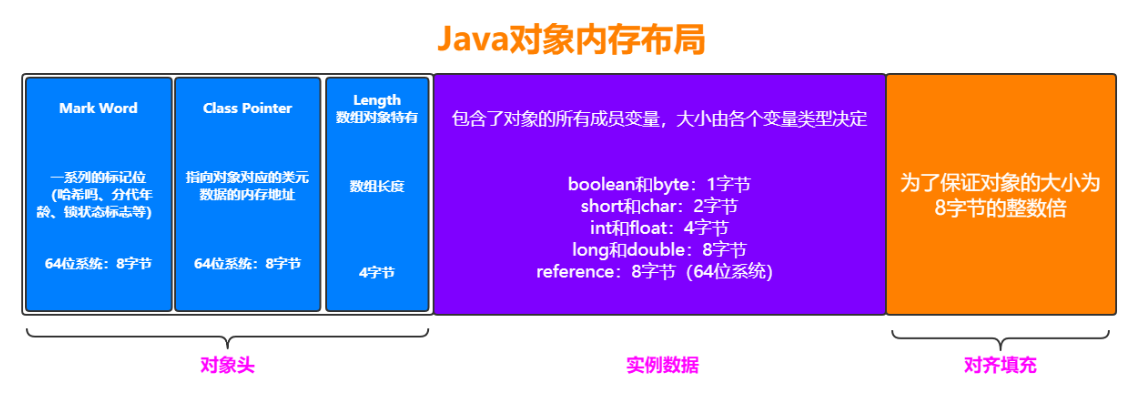 Java对象内存布局
Mark Word
一系列的标记位
（哈希吗、分代年
龄、锁状态标志等）
64位系统：8字节
Class Pointer
指向对象对应的类元
数据的内存地址
64位系统：8字节
Length
数组对象特有
数组长度
4字节
包含了对象的所有成员变量，大小由各个变量类型决定
boolean和byte：1字节
short和char：2字节
int和float：4字节
long和double：8字节
reference：8字节（64位系统）
为了保证对象的大小为
8字节的整数倍
对象头
实例数据
对齐填充